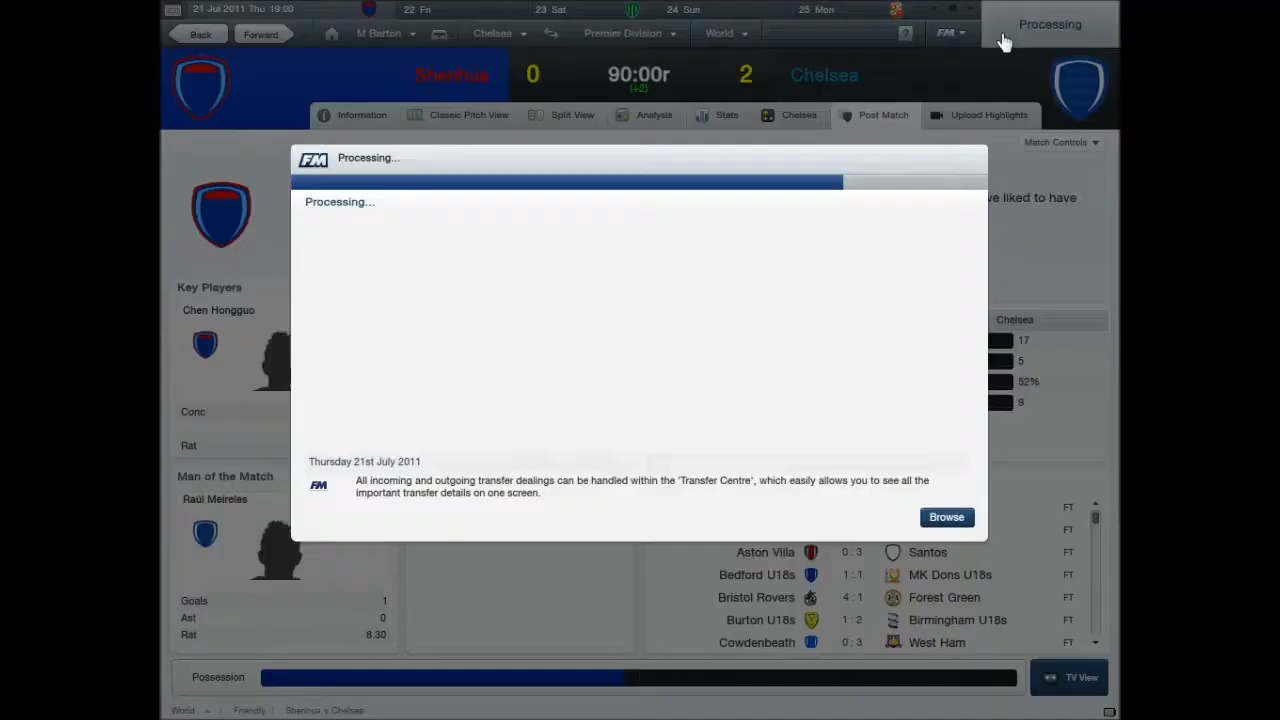 21 Jul 2011 Thu 19:00
22 Fri
23 Sat
24 Sun
25 Mon
Back
Forward
M Barton
Chelsea
Premier Division
World
?
FM
Processing
Shenhua
0
90:00r
(+2)
2
Chelsea
Information
Classic Pitch View
Split View
Analysis
Stats
Chelsea
Post Match
Upload Highlights
Match Controls
FM
Processing...
Processing...
've liked to have
Key Players
Chen Hongguo
Conc
Rat
Chelsea
17
5
52%
9
Thursday 21st July 2011
FM
All incoming and outgoing transfer dealings can be handled within the 'Transfer Centre', which easily allows you to see all the
important transfer details on one screen.
Browse
Man of the Match
Raúl Meireles
Goals 1
Ast 0
Rat 8.30
FT
FT
Aston Villa 0 : 3 Santos FT
Bedford U18s 1 : 1 MK Dons U18s FT
Bristol Rovers 4 : 1 Forest Green FT
Burton U18s 1 : 2 Birmingham U18s FT
Cowdenbeath 0 : 3 West Ham FT
Possession
TV View
World
Friendly
Shenhua v Chelsea